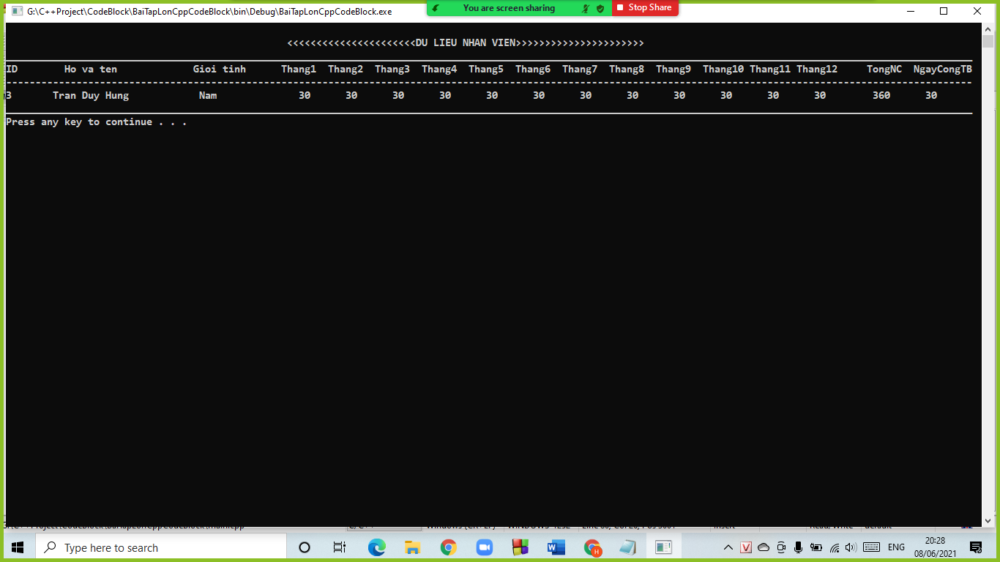 G:\C++Project\CodeBlock\BaiTapLonCppCodeBlock\bin\Debug\BaiTapLonCppCodeBlock.exe
You are screen sharing
Stop Share
<<<<<<<<<<<<<<<<<<<<<<DU LIEU NHAN VIEN>>>>>>>>>>>>>>>>>>>>>>
ID Ho va ten Gioi tinh Thang1 Thang2 Thang3 Thang4 Thang5 Thang6 Thang7 Thang8 Thang9 Thang10 Thang11 Thang12 TongNC NgayCongTB
3 Tran Duy Hung Nam 30 30 30 30 30 30 30 30 30 30 30 30 360 30
Press any key to continue . . .
Type here to search
ENG
20:28
08/06/2021